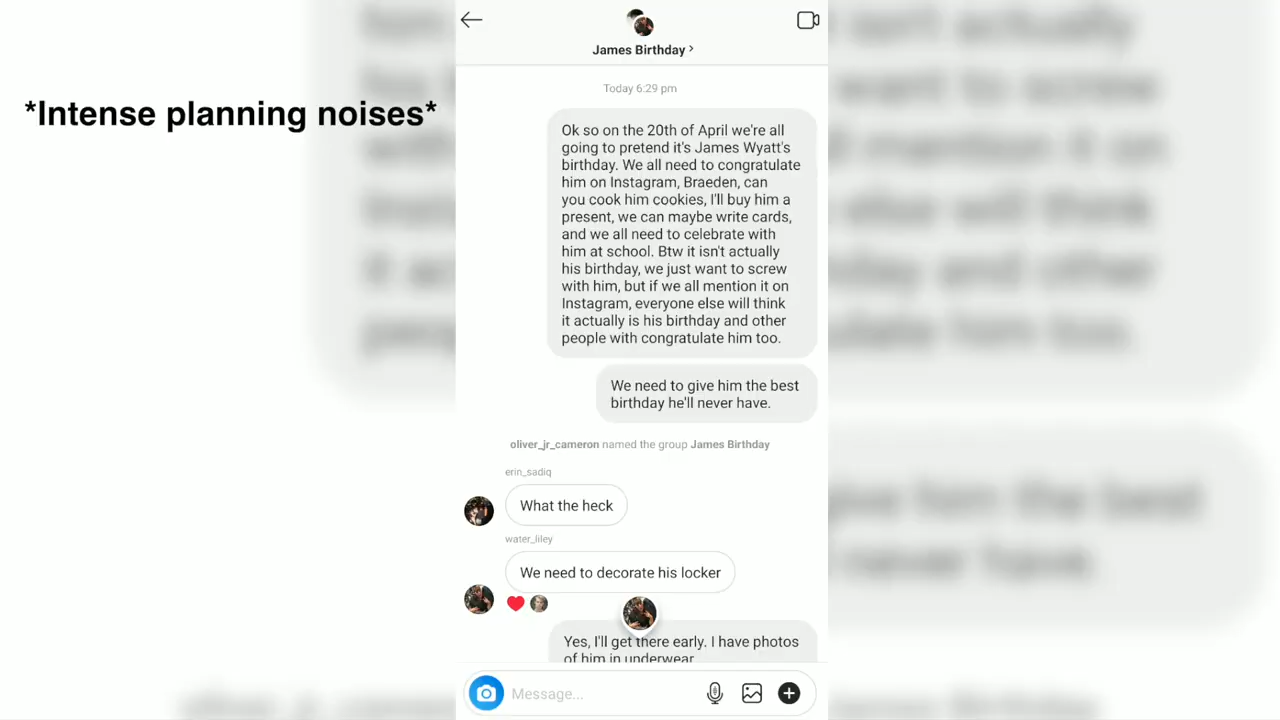 *Intense planning noises*
James Birthday >
Today 6:29 pm
Ok so on the 20th of April we're all
going to pretend it's James Wyatt's
birthday. We all need to congratulate
him on Instagram, Braeden, can
you cook him cookies, I'll buy him a
present, we can maybe write cards,
and we all need to celebrate with
him at school. Btw it isn't actually
his birthday, we just want to screw
with him, but if we all mention it on
Instagram, everyone else will think
it actually is his birthday and other
people with congratulate him too.
We need to give him the best
birthday he'll never have.
oliver_jr_cameron named the group James Birthday
erin_sadiq
What the heck
water_liley
We need to decorate his locker
Yes, I'll get there early. I have photos
of him in underwear
Message...